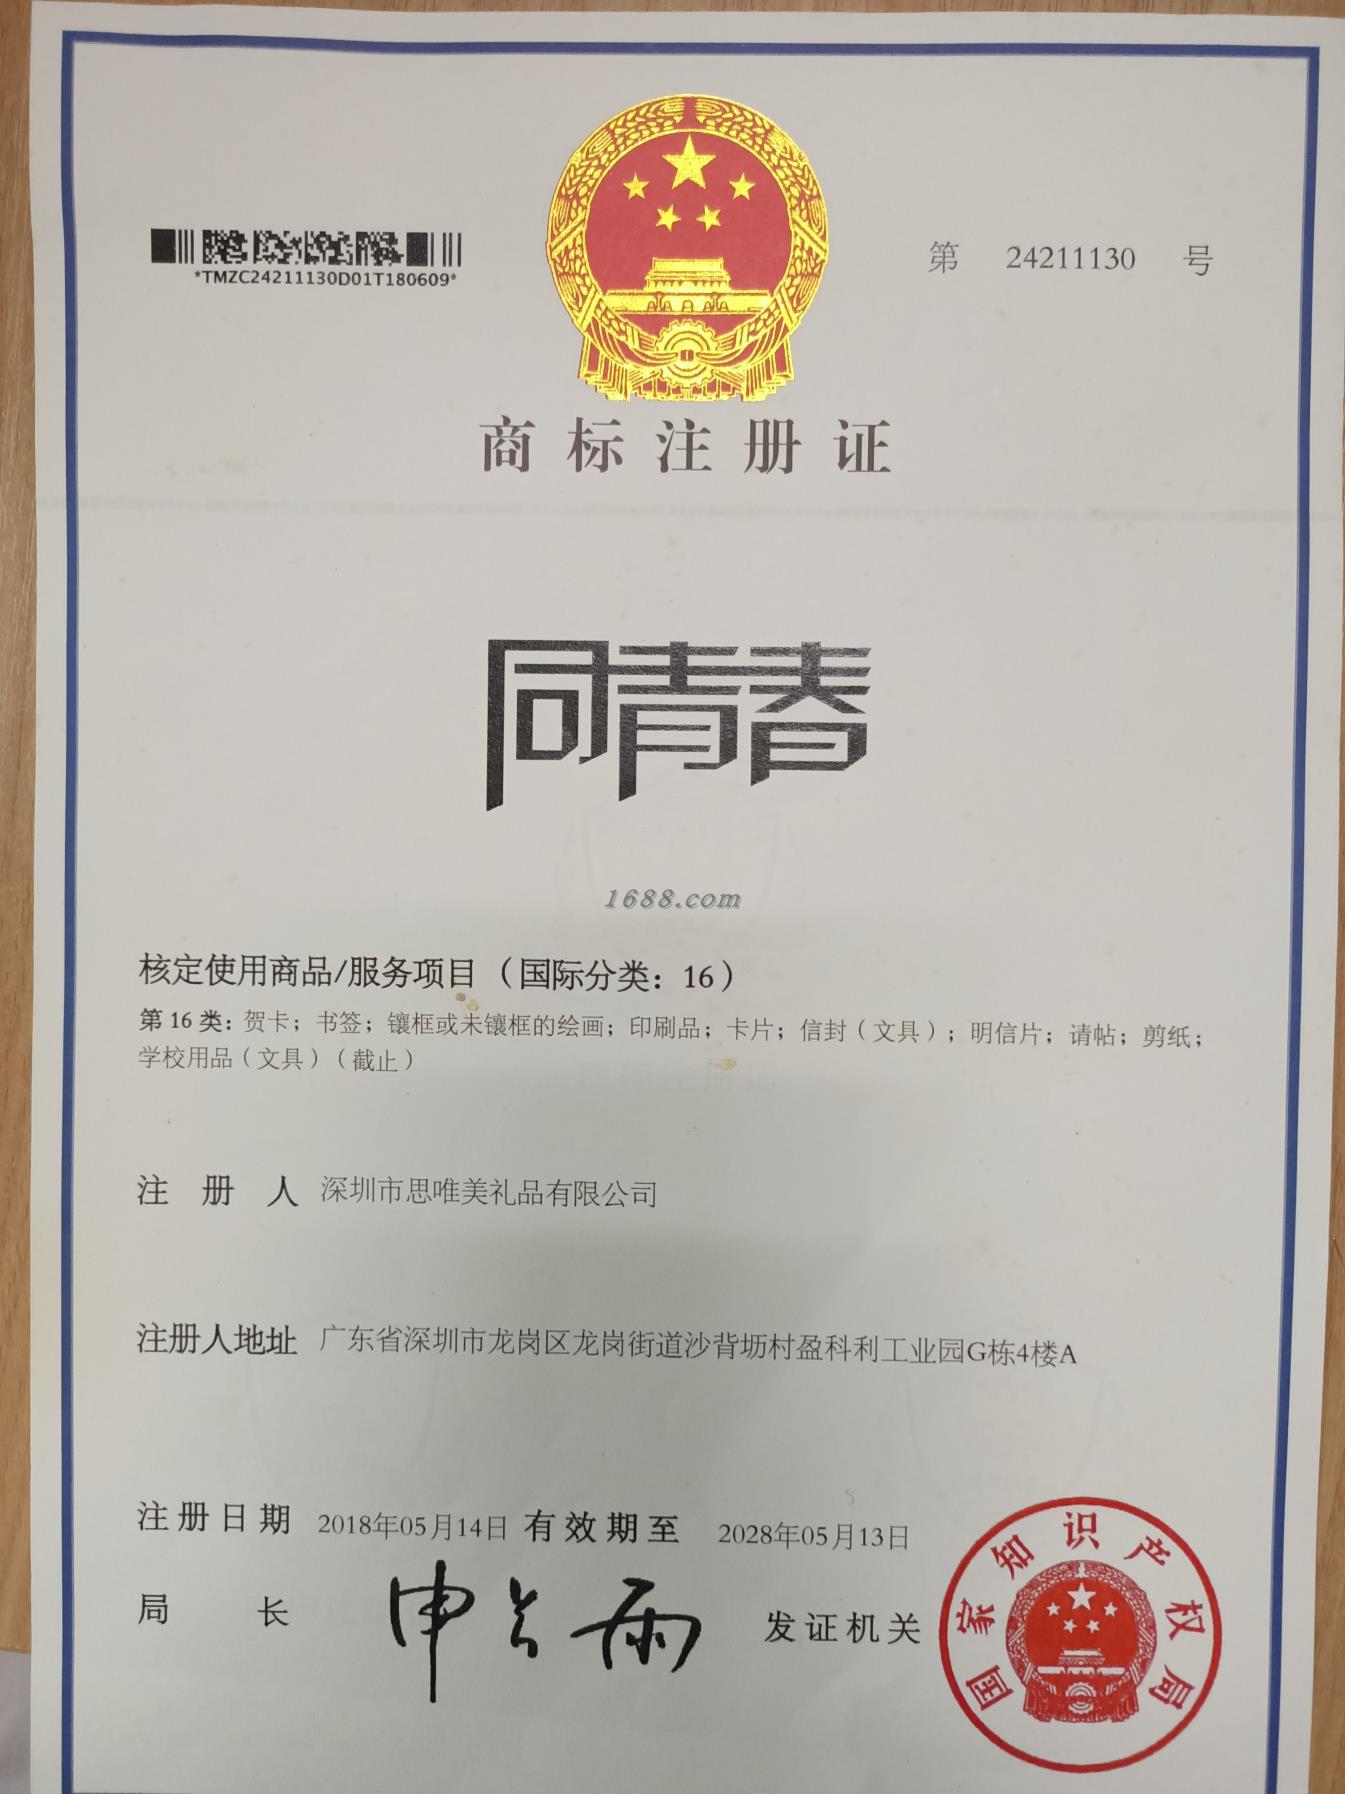 *TMZC24211130D01T180609*
第 24211130 号
商标注册证
同青春
1688.com
核定使用商品/服务项目（国际分类：16）
第 16 类：贺卡；书签；镶框或未镶框的绘画；印刷品；卡片；信封（文具）；明信片；请帖；剪纸；
学校用品（文具）（截止）
注册人 深圳市思唯美礼品有限公司
注册人地址 广东省深圳市龙岗区龙岗街道沙背坜村盈科利工业园G栋4楼A
注册日期 2018年05月14日 有效期至 2028年05月13日
局长 申长雨 发证机关
国家知识产权局